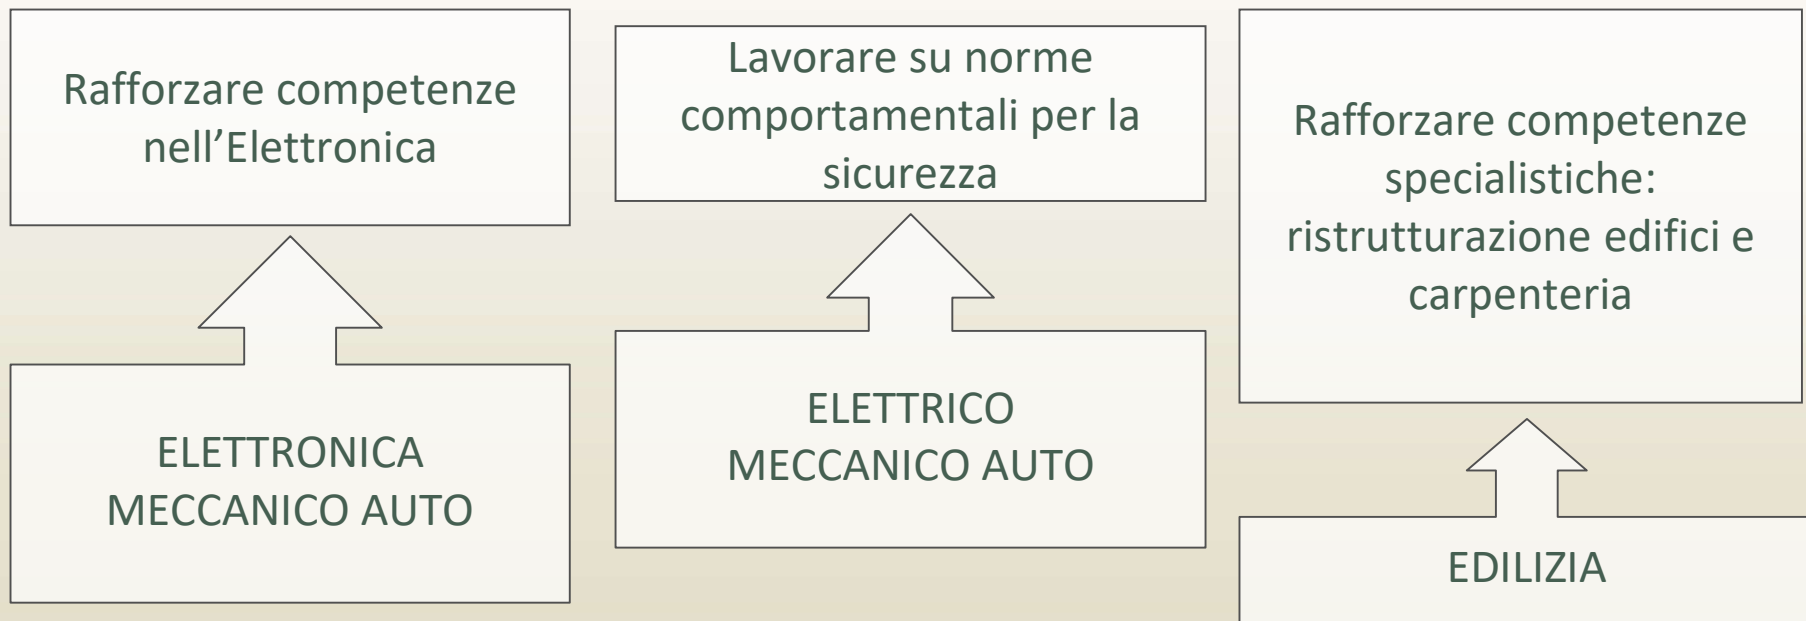 Rafforzare competenze
nell’Elettronica
ELETTRONICA
MECCANICO AUTO
Lavorare su norme
comportamentali per la
sicurezza
ELETTRICO
MECCANICO AUTO
Rafforzare competenze
specialistiche:
ristrutturazione edifici e
carpenteria
EDILIZIA